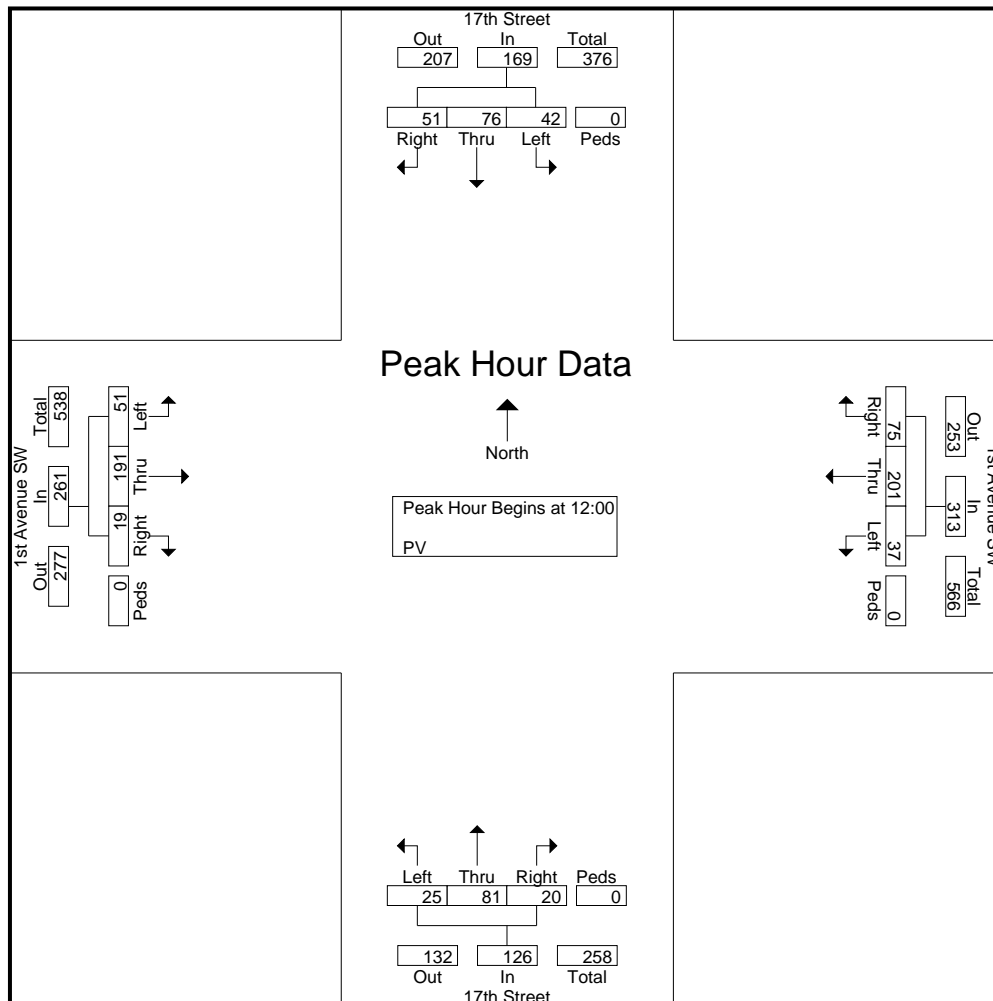 17th Street
Out In Total
207 169 376
51 76 42 0
Right Thru Left Peds
Peak Hour Data
North
Peak Hour Begins at 12:00
PV
1st Avenue SW
Out In Total
277 261 538
19 191 51
Right Thru Left
0
Peds
1st Avenue SW
Out In Total
253 313 566
Right Thru Left Peds
75 201 37 0
Left Thru Right Peds
25 81 20 0
132 126 258
Out In Total
17th Street